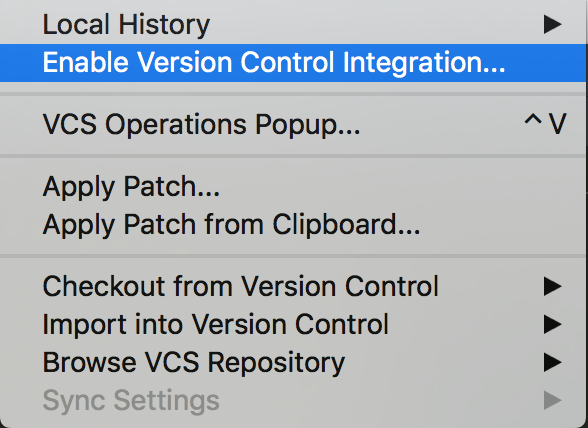 Local History ▶
Enable Version Control Integration...
VCS Operations Popup... ^ V
Apply Patch...
Apply Patch from Clipboard...
Checkout from Version Control ▶
Import into Version Control ▶
Browse VCS Repository ▶
Sync Settings ▶